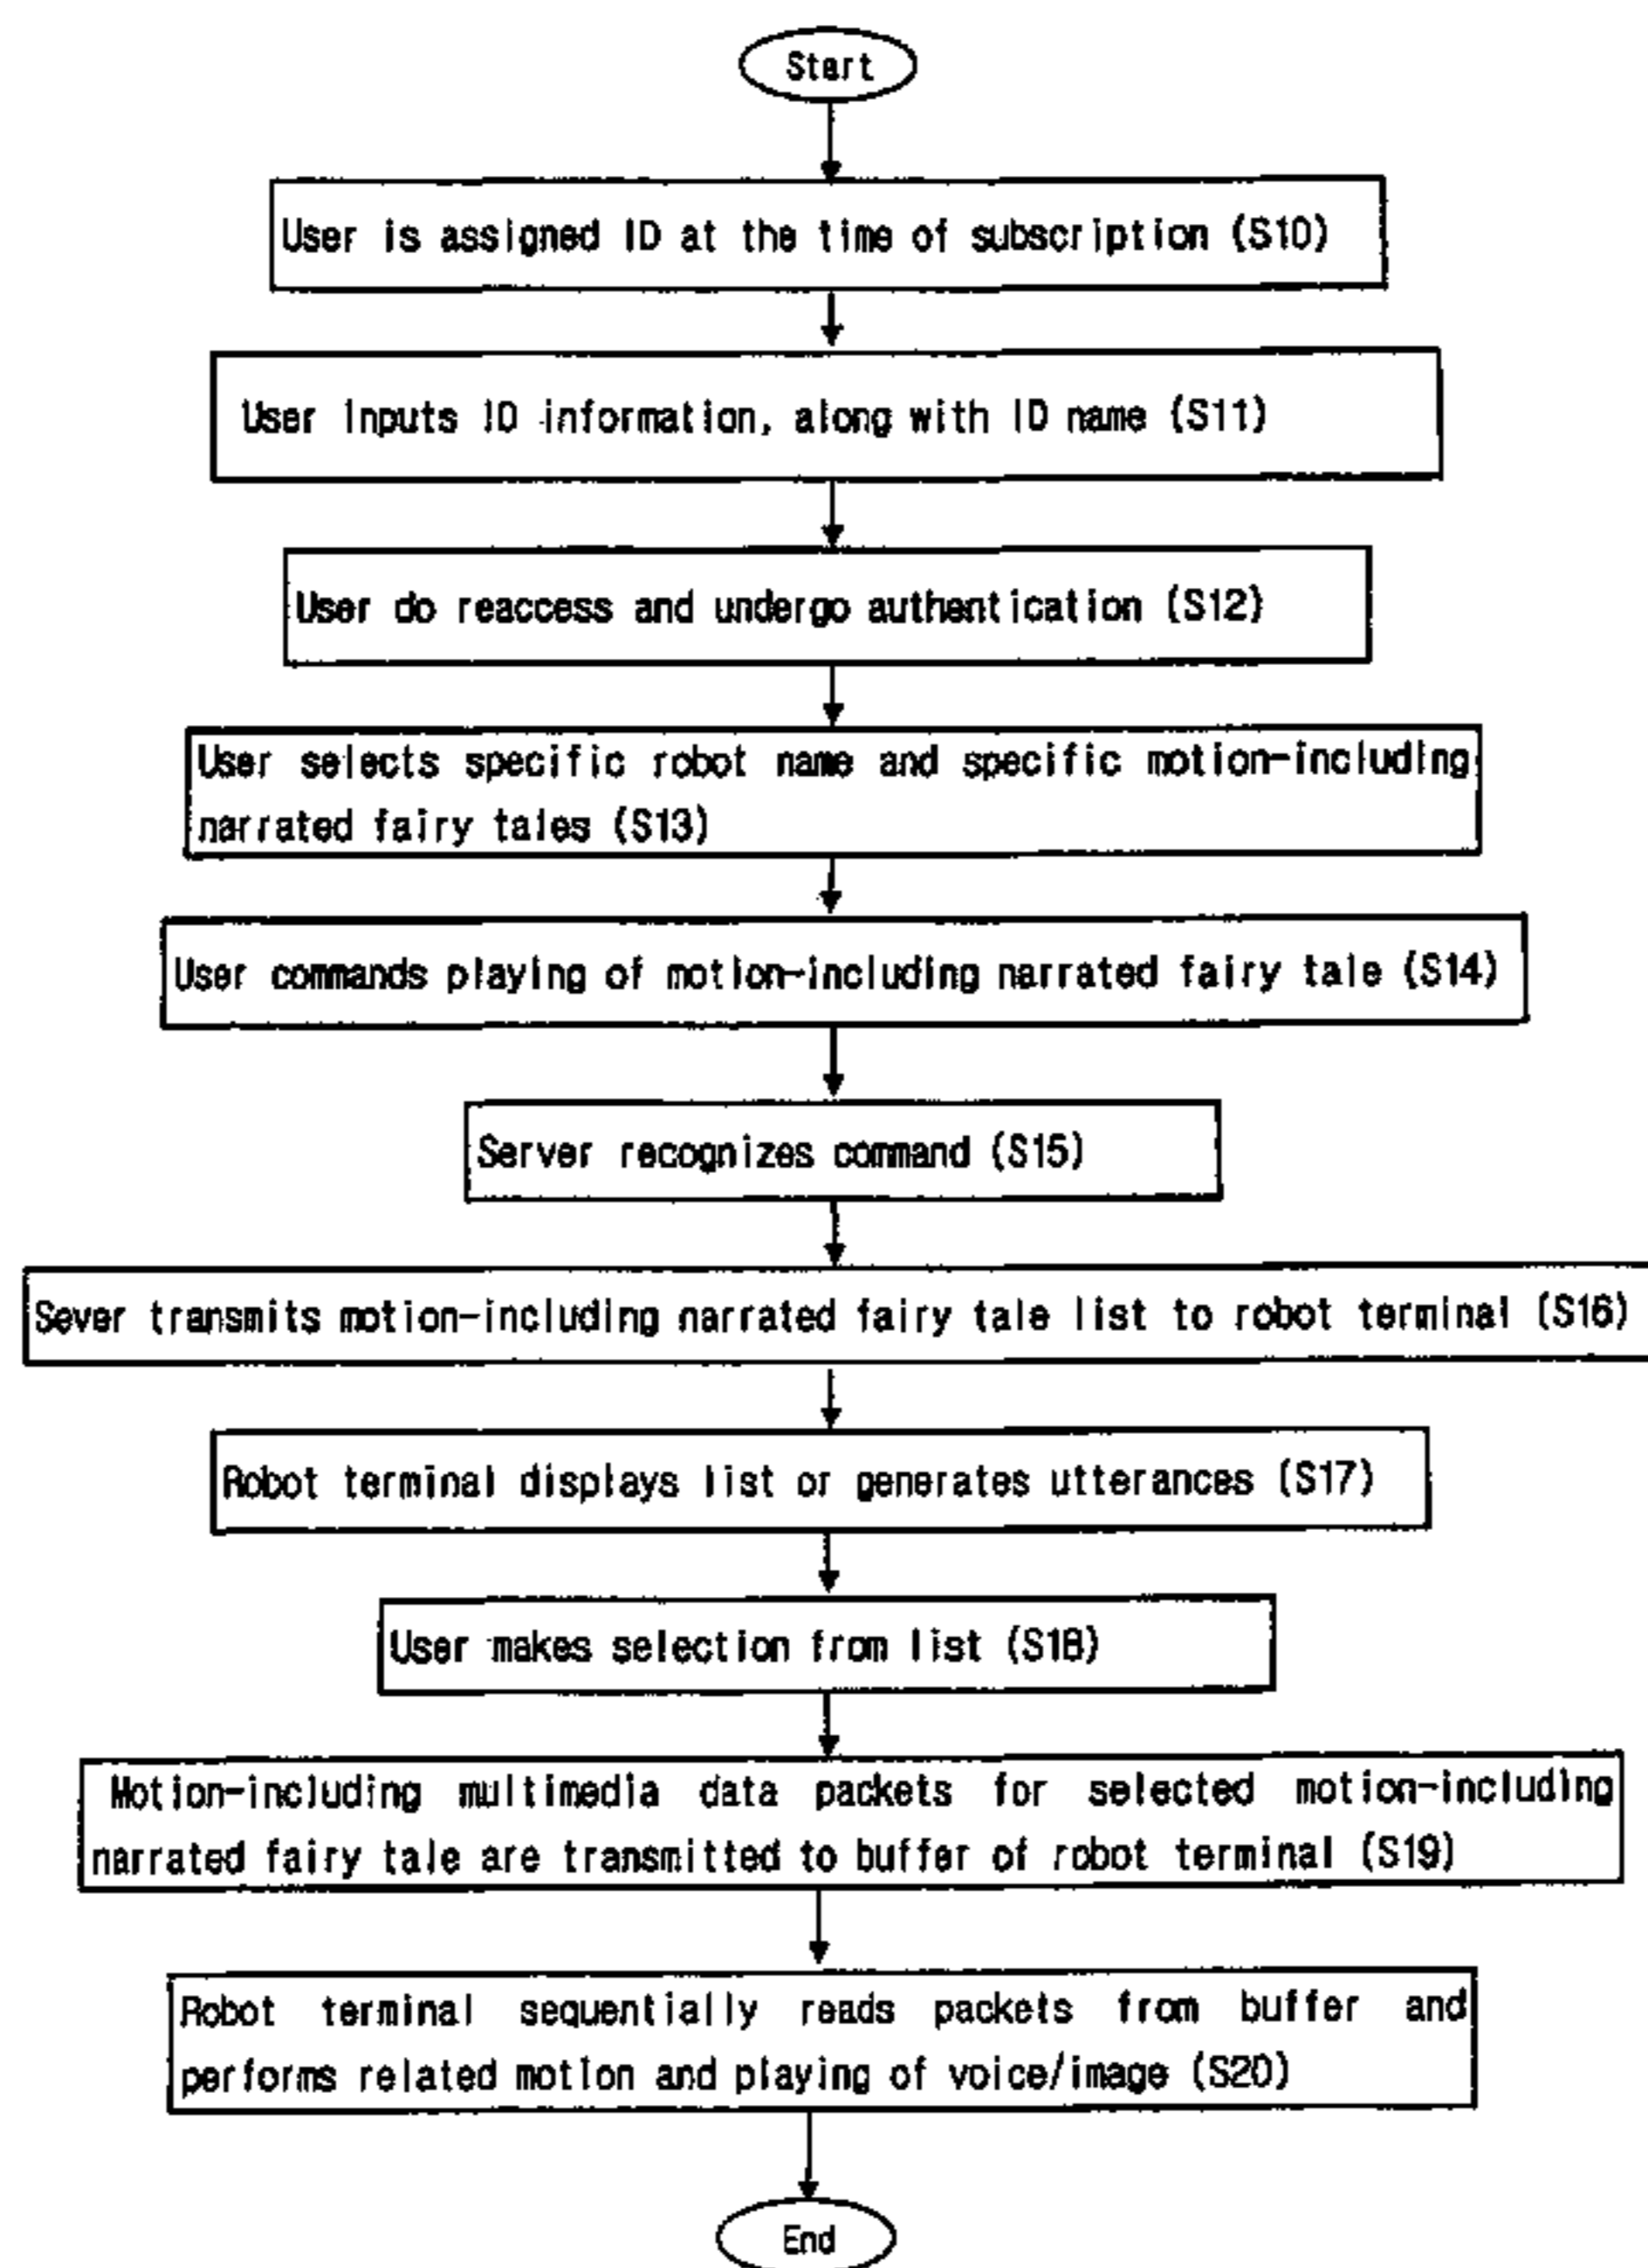 Start
User is assigned ID at the time of subscription (S10)
User inputs ID information, along with ID name (S11)
User do reaccess and undergo authentication (S12)
User selects specific robot name and specific motion-including
narrated fairy tales (S13)
User commands playing of motion-including narrated fairy tale (S14)
Server recognizes command (S15)
Sever transmits motion-including narrated fairy tale list to robot terminal (S16)
Robot terminal displays list or generates utterances (S17)
User makes selection from list (S18)
Motion-including multimedia data packets for selected motion-including
narrated fairy tale are transmitted to buffer of robot terminal (S19)
Robot terminal sequentially reads packets from buffer and
performs related motion and playing of voice/image (S20)
End